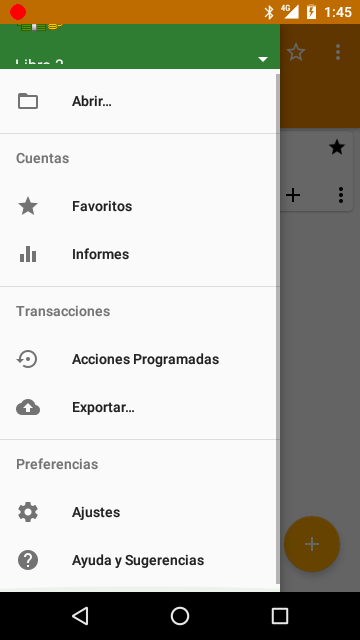 4G 1:45
Libro 2
Abrir...
Cuentas
Favoritos
Informes
Transacciones
Acciones Programadas
Exportar...
Preferencias
Ajustes
Ayuda y Sugerencias